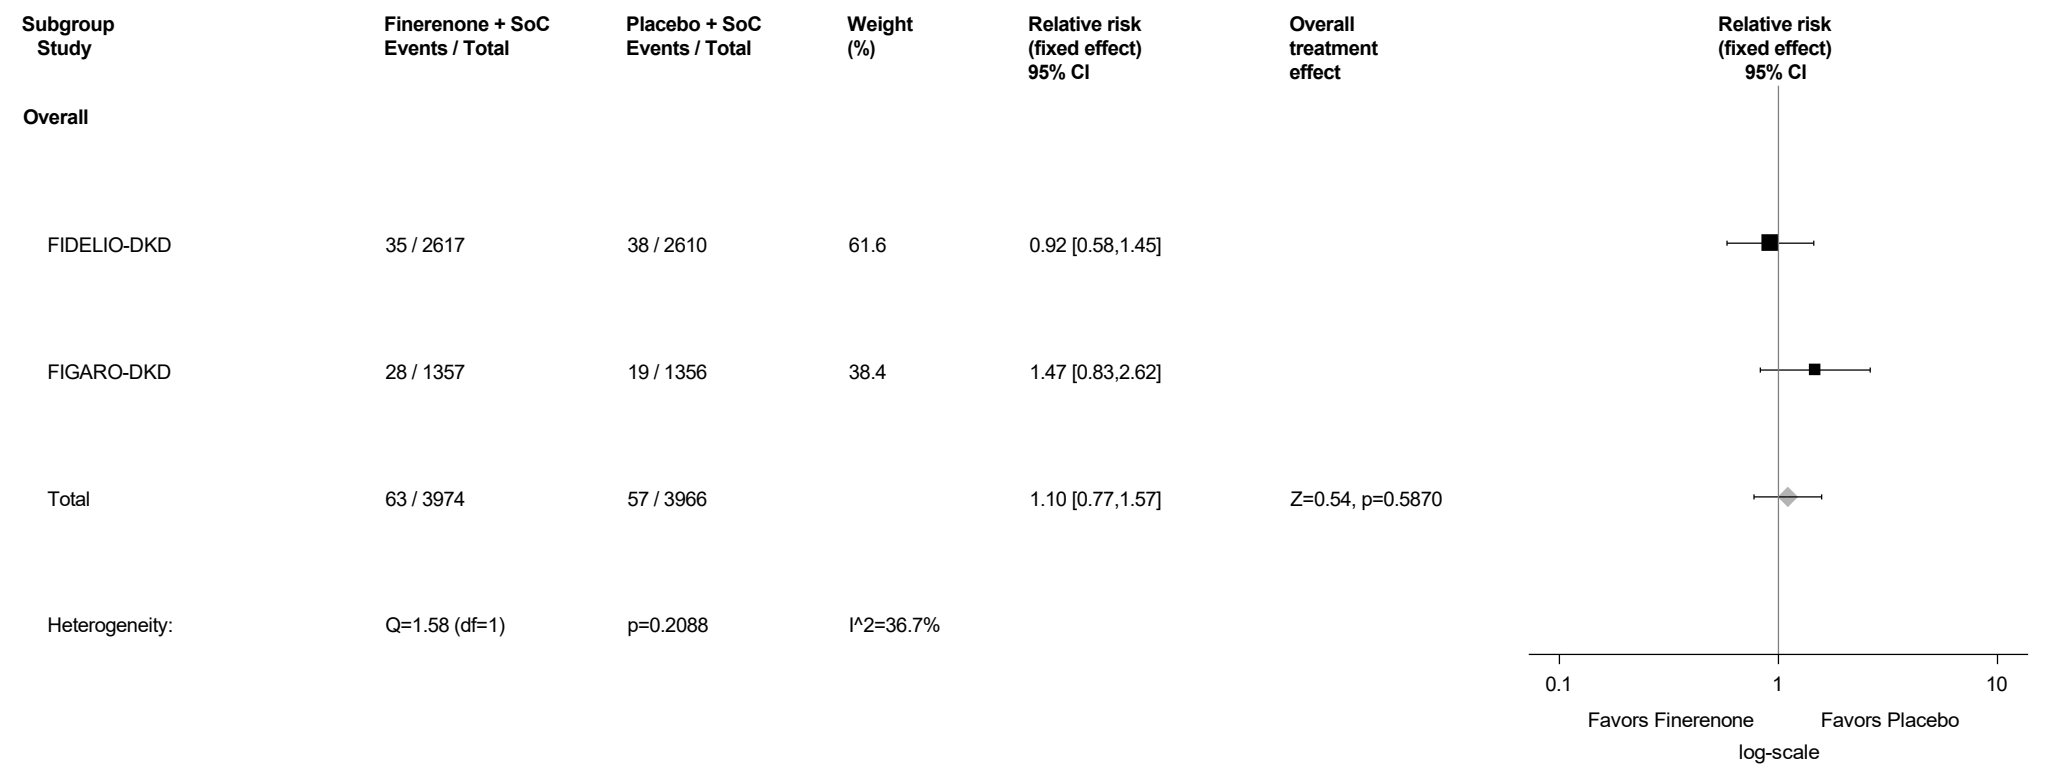 Subgroup Finerenone + SoC Placebo + SoC Weight Relative risk Overall Relative risk
Study Events / Total Events / Total (%) (fixed effect) treatment (fixed effect)
95% CI effect 95% CI
Overall
FIDELIO-DKD 35 / 2617 38 / 2610 61.6 0.92 [0.58,1.45]
FIGARO-DKD 28 / 1357 19 / 1356 38.4 1.47 [0.83,2.62]
Total 63 / 3974 57 / 3966 1.10 [0.77,1.57] Z=0.54, p=0.5870
Heterogeneity: Q=1.58 (df=1) p=0.2088 I^2=36.7%
0.1 1 10
Favors Finerenone Favors Placebo
log-scale